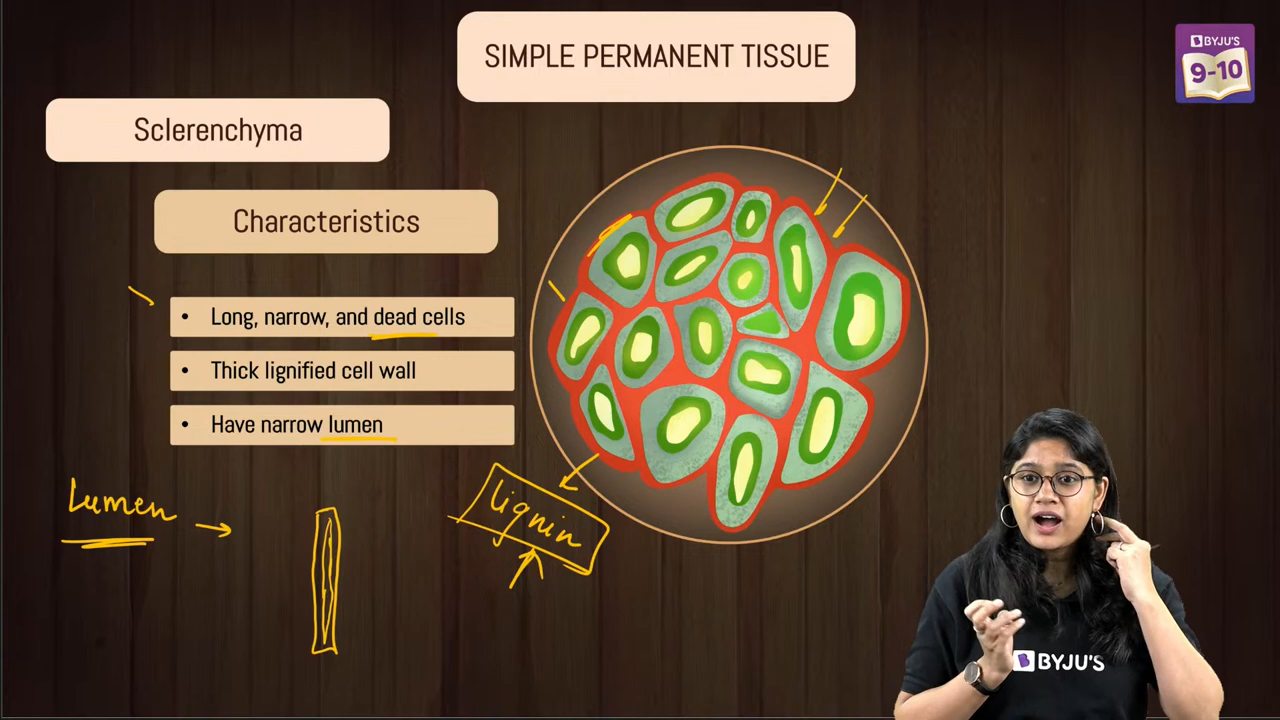 SIMPLE PERMANENT TISSUE
BYJU'S
9-10
Sclerenchyma
Characteristics
• Long, narrow, and dead cells
• Thick lignified cell wall
• Have narrow lumen
Lumen →
lignin
BYJU'S